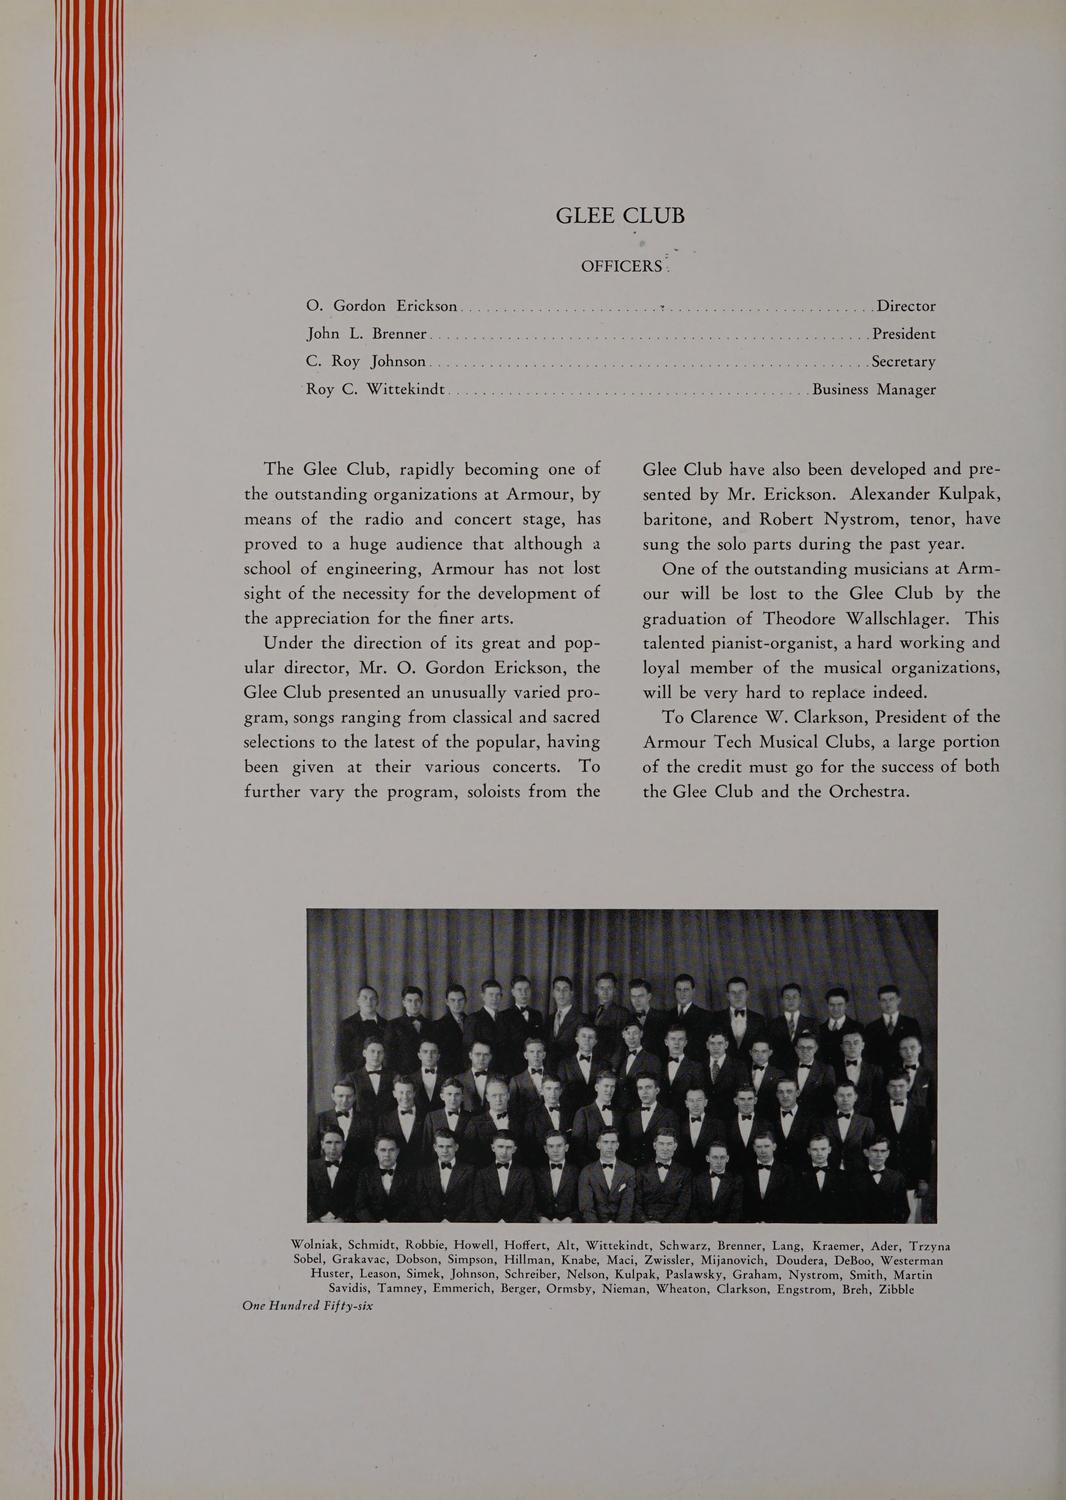 GLEE CLUB
OFFICERS
O. Gordon Erickson Director
John L. Brenner President
C. Roy Johnson Secretary
Roy C. Wittekindt Business Manager
The Glee Club, rapidly becoming one of
the outstanding organizations at Armour, by
means of the radio and concert stage, has
proved to a huge audience that although a
school of engineering, Armour has not lost
sight of the necessity for the development of
the appreciation for the finer arts.
Under the direction of its great and pop-
ular director, Mr. O. Gordon Erickson, the
Glee Club presented an unusually varied pro-
gram, songs ranging from classical and sacred
selections to the latest of the popular, having
been given at their various concerts. To
further vary the program, soloists from the
Glee Club have also been developed and pre-
sented by Mr. Erickson. Alexander Kulpak,
baritone, and Robert Nystrom, tenor, have
sung the solo parts during the past year.
One of the outstanding musicians at Arm-
our will be lost to the Glee Club by the
graduation of Theodore Wallschlager. This
talented pianist-organist, a hard working and
loyal member of the musical organizations,
will be very hard to replace indeed.
To Clarence W. Clarkson, President of the
Armour Tech Musical Clubs, a large portion
of the credit must go for the success of both
the Glee Club and the Orchestra.
Wolniak, Schmidt, Robbie, Howell, Hoffert, Alt, Wittekindt, Schwarz, Brenner, Lang, Kraemer, Ader, Trzyna
Sobel, Grakavac, Dobson, Simpson, Hillman, Knabe, Maci, Zwissler, Mijanovich, Doudera, DeBoo, Westerman
Huster, Leason, Simek, Johnson, Schreiber, Nelson, Kulpak, Paslawsky, Graham, Nystrom, Smith, Martin
Savidis, Tamney, Emmerich, Berger, Ormsby, Nieman, Wheaton, Clarkson, Engstrom, Breh, Zibble
One Hundred Fifty-six